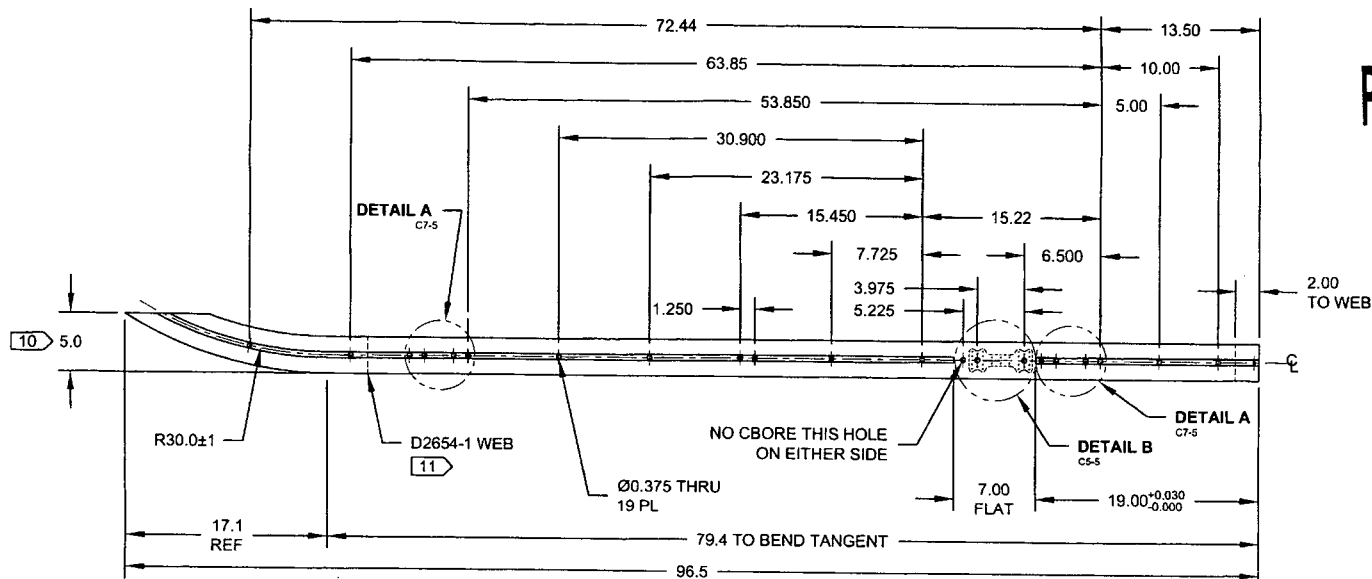 72.44
13.50
63.85
10.00
53.850
5.00
30.900
23.175
DETAIL A
C7-5
15.450
15.22
7.725
6.500
3.975
2.00
TO WEB
1.250
5.225
10
5.0
℄
R30.0±1
D2654-1 WEB
11
NO CBORE THIS HOLE
ON EITHER SIDE
DETAIL A
C7-5
DETAIL B
C5-5
Ø0.375 THRU
19 PL
7.00
FLAT
19.00 +0.030
-0.000
17.1
REF
79.4 TO BEND TANGENT
96.5